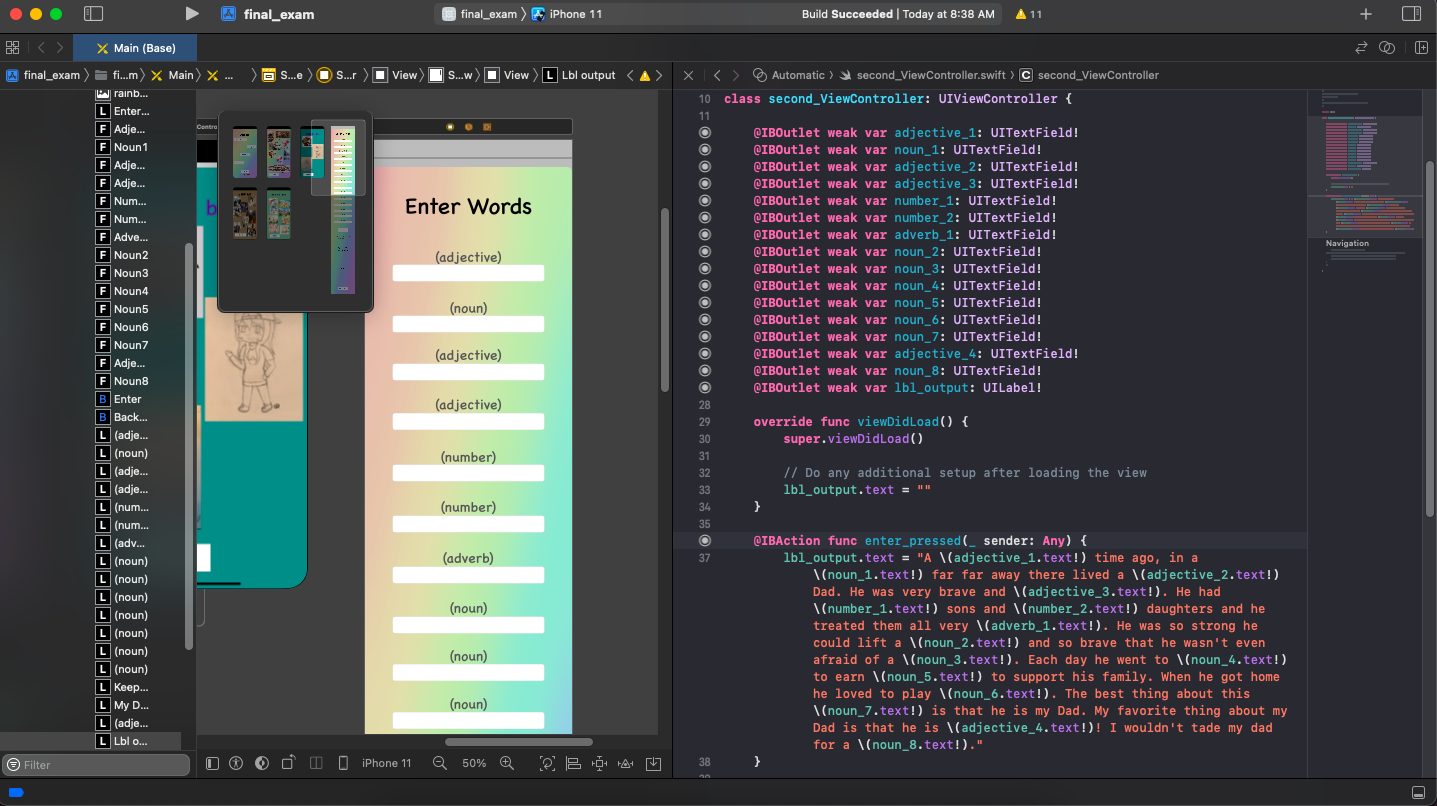 final_exam
final_exam ⟩ iPhone 11
Build Succeeded | Today at 8:38 AM
11
Main (Base)
final_exam ⟩ fi...m ⟩ Main ⟩ ... ⟩ S...e ⟩ S...r ⟩ View ⟩ S...w ⟩ View ⟩ L Lbl output
Automatic ⟩ second_ViewController.swift ⟩ C second_ViewController
rainb...
L Enter...
F Adje...
F Noun1
F Adje...
F Adje...
F Num...
F Num...
F Adve...
F Noun2
F Noun3
F Noun4
F Noun5
F Noun6
F Noun7
F Adje...
F Noun8
B Enter
B Back...
L (adje...
L (noun)
L (adje...
L (adje...
L (num...
L (num...
L (adv...
L (noun)
L (noun)
L (noun)
L (noun)
L (noun)
L (noun)
L (noun)
L Keep...
L My D...
L (adje...
L Lbl o...
Filter
Enter Words
(adjective)
(noun)
(adjective)
(adjective)
(number)
(number)
(adverb)
(noun)
(noun)
(noun)
iPhone 11
50%
10 class second_ViewController: UIViewController {
11
@IBOutlet weak var adjective_1: UITextField!
@IBOutlet weak var noun_1: UITextField!
@IBOutlet weak var adjective_2: UITextField!
@IBOutlet weak var adjective_3: UITextField!
@IBOutlet weak var number_1: UITextField!
@IBOutlet weak var number_2: UITextField!
@IBOutlet weak var adverb_1: UITextField!
@IBOutlet weak var noun_2: UITextField!
@IBOutlet weak var noun_3: UITextField!
@IBOutlet weak var noun_4: UITextField!
@IBOutlet weak var noun_5: UITextField!
@IBOutlet weak var noun_6: UITextField!
@IBOutlet weak var noun_7: UITextField!
@IBOutlet weak var adjective_4: UITextField!
@IBOutlet weak var noun_8: UITextField!
@IBOutlet weak var lbl_output: UILabel!
28
29 override func viewDidLoad() {
30 super.viewDidLoad()
31
32 // Do any additional setup after loading the view
33 lbl_output.text = ""
34 }
35
@IBAction func enter_pressed(_ sender: Any) {
37 lbl_output.text = "A \(adjective_1.text!) time ago, in a
\(noun_1.text!) far far away there lived a \(adjective_2.text!)
Dad. He was very brave and \(adjective_3.text!). He had
\(number_1.text!) sons and \(number_2.text!) daughters and he
treated them all very \(adverb_1.text!). He was so strong he
could lift a \(noun_2.text!) and so brave that he wasn't even
afraid of a \(noun_3.text!). Each day he went to \(noun_4.text!)
to earn \(noun_5.text!) to support his family. When he got home
he loved to play \(noun_6.text!). The best thing about this
\(noun_7.text!) is that he is my Dad. My favorite thing about my
Dad is that he is \(adjective_4.text!)! I wouldn't tade my dad
for a \(noun_8.text!)."
38 }
Navigation